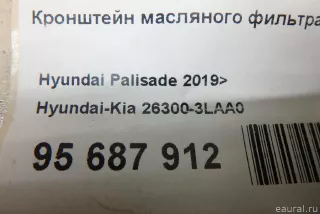 Кронштейн масляного фильтра
Hyundai Palisade 2019>
Hyundai-Kia 26300-3LAA0
95 687 912
eaural.ru